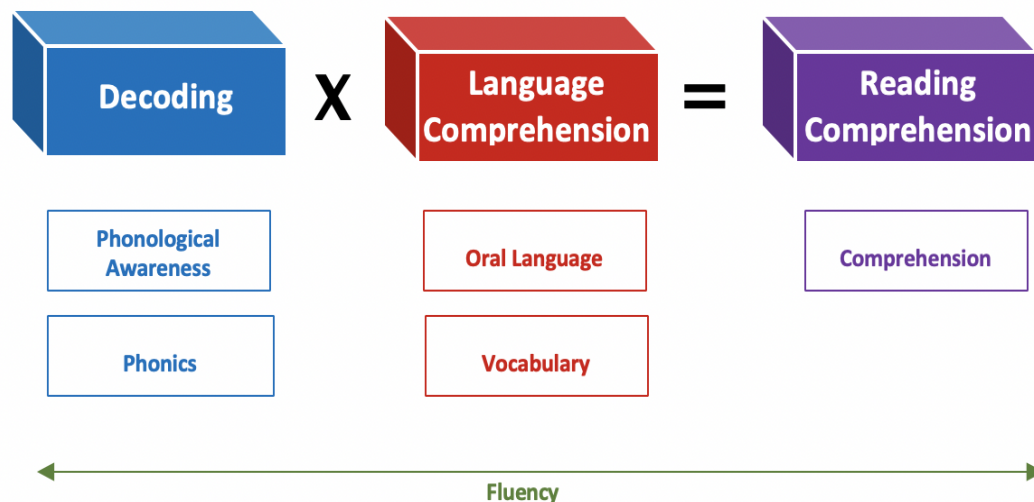 Decoding
X
Language
Comprehension
=
Reading
Comprehension
Phonological
Awareness
Oral Language
Comprehension
Phonics
Vocabulary
Fluency